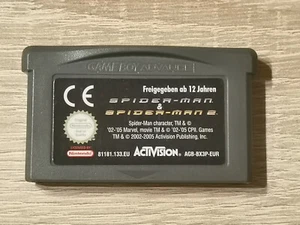 GAME BOY ADVANCE
Freigegeben ab 12 Jahren
CE
SPIDER-MAN
&
SPIDER-MAN 2
Spider-Man character, TM & ©
'02-'05 Marvel, movie TM & © '02-'05 CPII. Games
TM & © 2002-2005 Activision Publishing, Inc.
Nintendo
81181.133.EU ACTIVISION AGB-BX3P-EUR